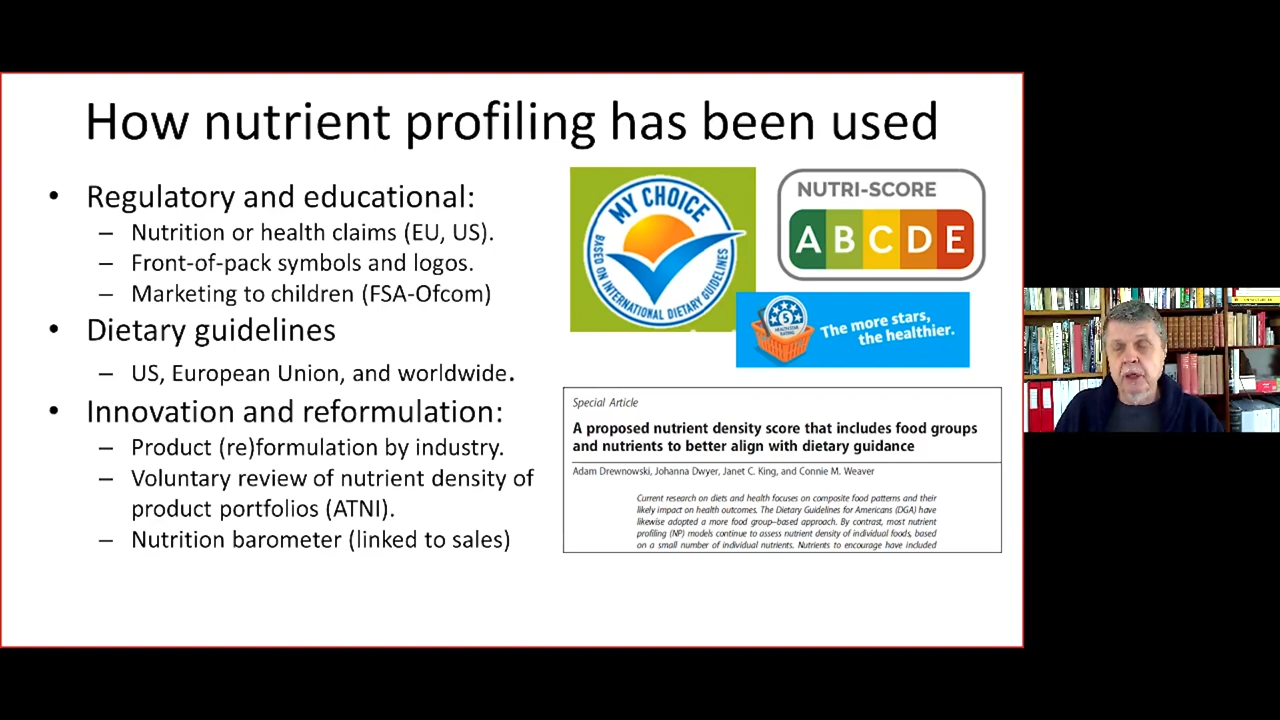 How nutrient profiling has been used
• Regulatory and educational:
– Nutrition or health claims (EU, US).
– Front-of-pack symbols and logos.
– Marketing to children (FSA-Ofcom)
• Dietary guidelines
– US, European Union, and worldwide.
• Innovation and reformulation:
– Product (re)formulation by industry.
– Voluntary review of nutrient density of
product portfolios (ATNI).
– Nutrition barometer (linked to sales)
MY CHOICE
BASED ON INTERNATIONAL DIETARY GUIDELINES
NUTRI-SCORE
A B C D E
5
HEALTH STAR
RATING
The more stars,
the healthier.
Special Article
A proposed nutrient density score that includes food groups
and nutrients to better align with dietary guidance
Adam Drewnowski, Johanna Dwyer, Janet C. King, and Connie M. Weaver
Current research on diets and health focuses on composite food patterns and their
likely impact on health outcomes. The Dietary Guidelines for Americans (DGA) have
likewise adopted a more food group–based approach. By contrast, most nutrient
profiling (NP) models continue to assess nutrient density of individual foods, based
on a small number of individual nutrients. Nutrients to encourage have included